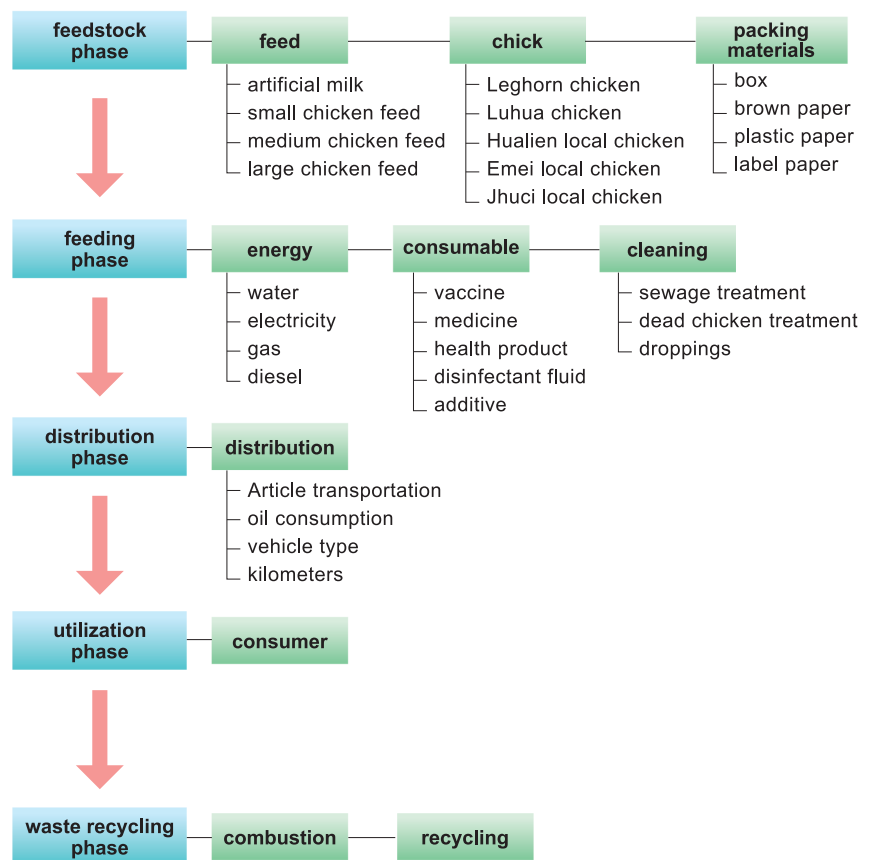 feedstock
phase
feed
artificial milk
small chicken feed
medium chicken feed
large chicken feed
chick
Leghorn chicken
Luhua chicken
Hualien local chicken
Emei local chicken
Jhuci local chicken
packing
materials
box
brown paper
plastic paper
label paper
feeding
phase
energy
water
electricity
gas
diesel
consumable
vaccine
medicine
health product
disinfectant fluid
additive
cleaning
sewage treatment
dead chicken treatment
droppings
distribution
phase
distribution
Article transportation
oil consumption
vehicle type
kilometers
utilization
phase
consumer
waste recycling
phase
combustion
recycling